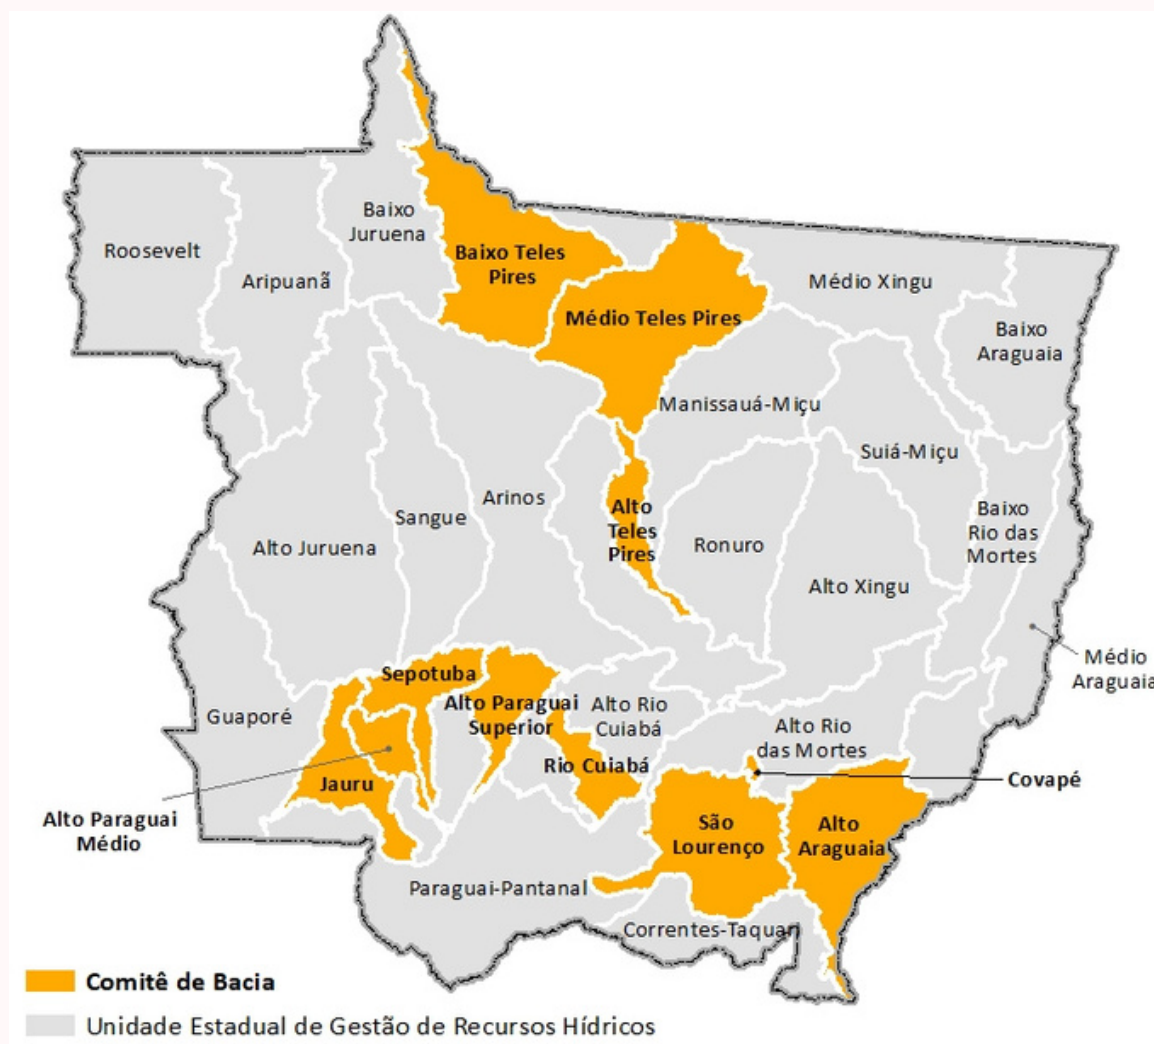 Roosevelt
Aripuanã
Baixo
Juruena
Baixo Teles
Pires
Médio Teles Pires
Médio Xingu
Baixo
Araguaia
Manissauá-Miçu
Suiá-Miçu
Arinos
Sangue
Alto Juruena
Alto
Teles
Pires
Ronuro
Alto Xingu
Baixo
Rio das
Mortes
Médio
Araguaia
Sepotuba
Guaporé
Alto Paraguai
Superior
Alto Rio
Cuiabá
Alto Rio
das Mortes
Rio Cuiabá
Jauru
Covapé
Alto Paraguai
Médio
São
Lourenço
Alto
Araguaia
Paraguai-Pantanal
Correntes-Taquari
Comitê de Bacia
Unidade Estadual de Gestão de Recursos Hídricos